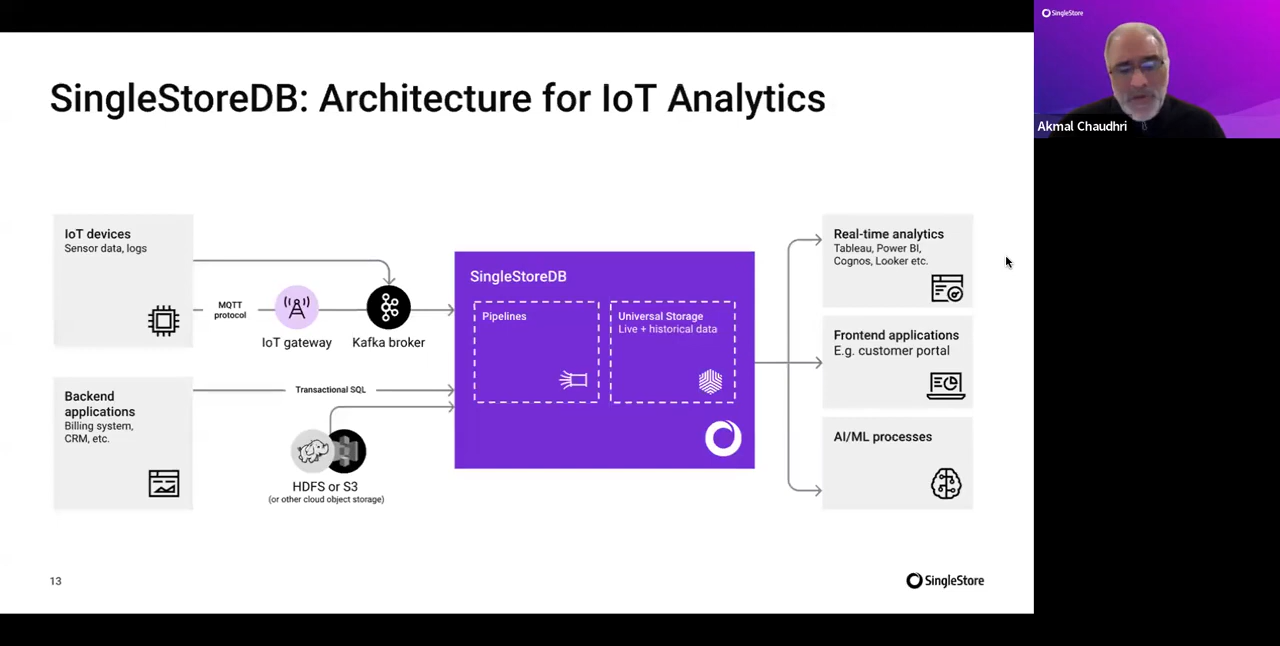 SingleStoreDB: Architecture for IoT Analytics
IoT devices
Sensor data, logs
MQTT
protocol
IoT gateway
Kafka broker
Backend
applications
Billing system,
CRM, etc.
Transactional SQL
HDFS or S3
(or other cloud object storage)
SingleStoreDB
Pipelines
Universal Storage
Live + historical data
Real-time analytics
Tableau, Power BI,
Cognos, Looker etc.
Frontend applications
E.g. customer portal
AI/ML processes
13
SingleStore
SingleStore
Akmal Chaudhri